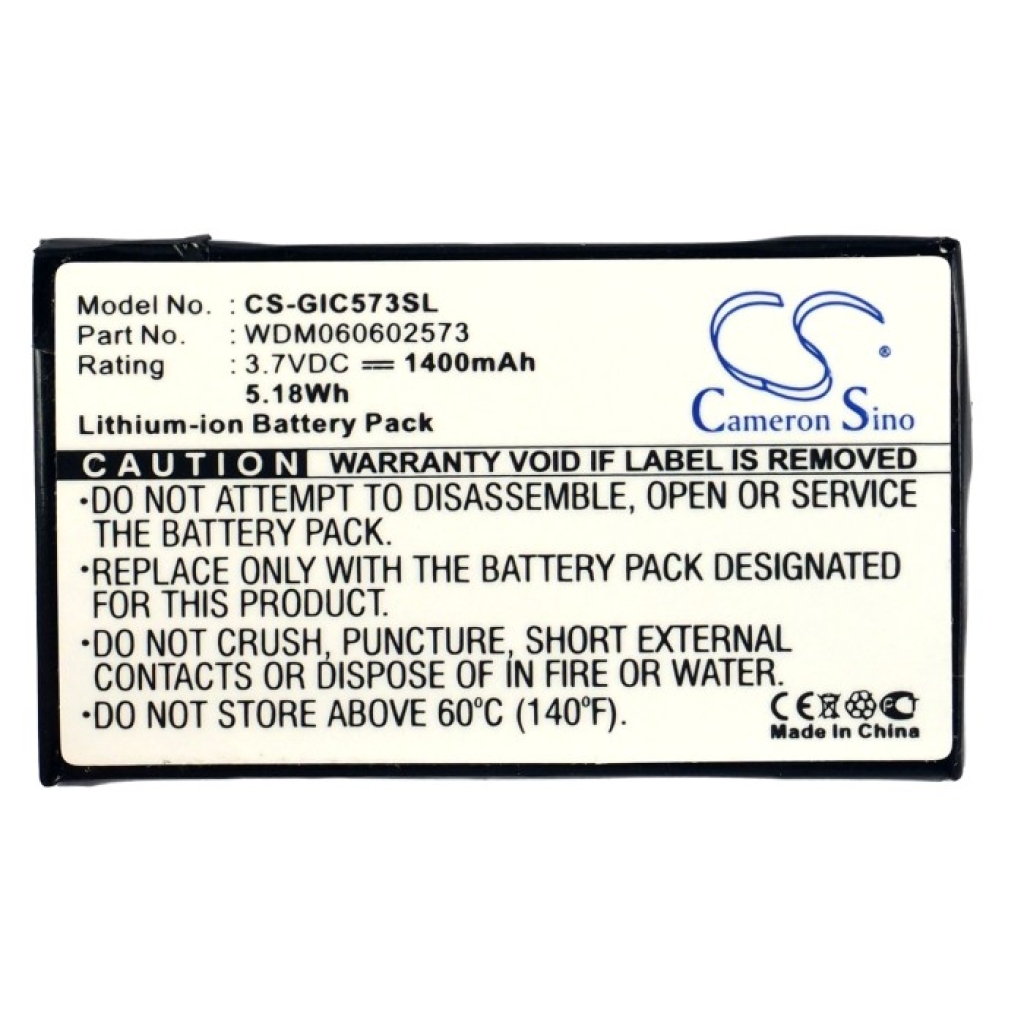 Model No. : CS-GIC573SL
Part No. : WDM060602573
Rating : 3.7VDC ⎓ 1400mAh
5.18Wh
Lithium-ion Battery Pack
CS ®
Cameron Sino
CAUTION WARRANTY VOID IF LABEL IS REMOVED
•DO NOT ATTEMPT TO DISASSEMBLE, OPEN OR SERVICE
THE BATTERY PACK.
•REPLACE ONLY WITH THE BATTERY PACK DESIGNATED
FOR THIS PRODUCT.
•DO NOT CRUSH, PUNCTURE, SHORT EXTERNAL
CONTACTS OR DISPOSE OF IN FIRE OR WATER.
•DO NOT STORE ABOVE 60°C (140°F).
CE
Made In China